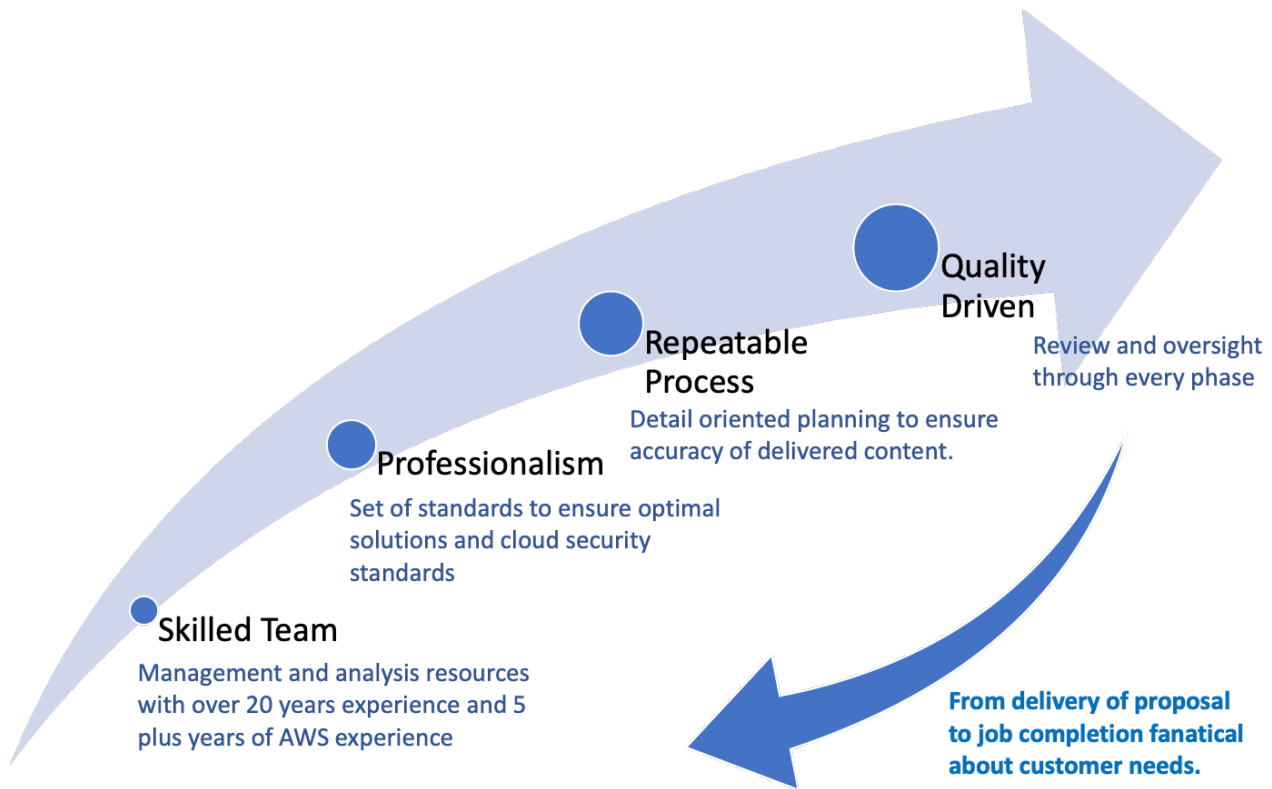 Quality
Driven
Review and oversight
through every phase
Repeatable
Process
Detail oriented planning to ensure
accuracy of delivered content.
Professionalism
Set of standards to ensure optimal
solutions and cloud security
standards
Skilled Team
Management and analysis resources
with over 20 years experience and 5
plus years of AWS experience
From delivery of proposal
to job completion fanatical
about customer needs.